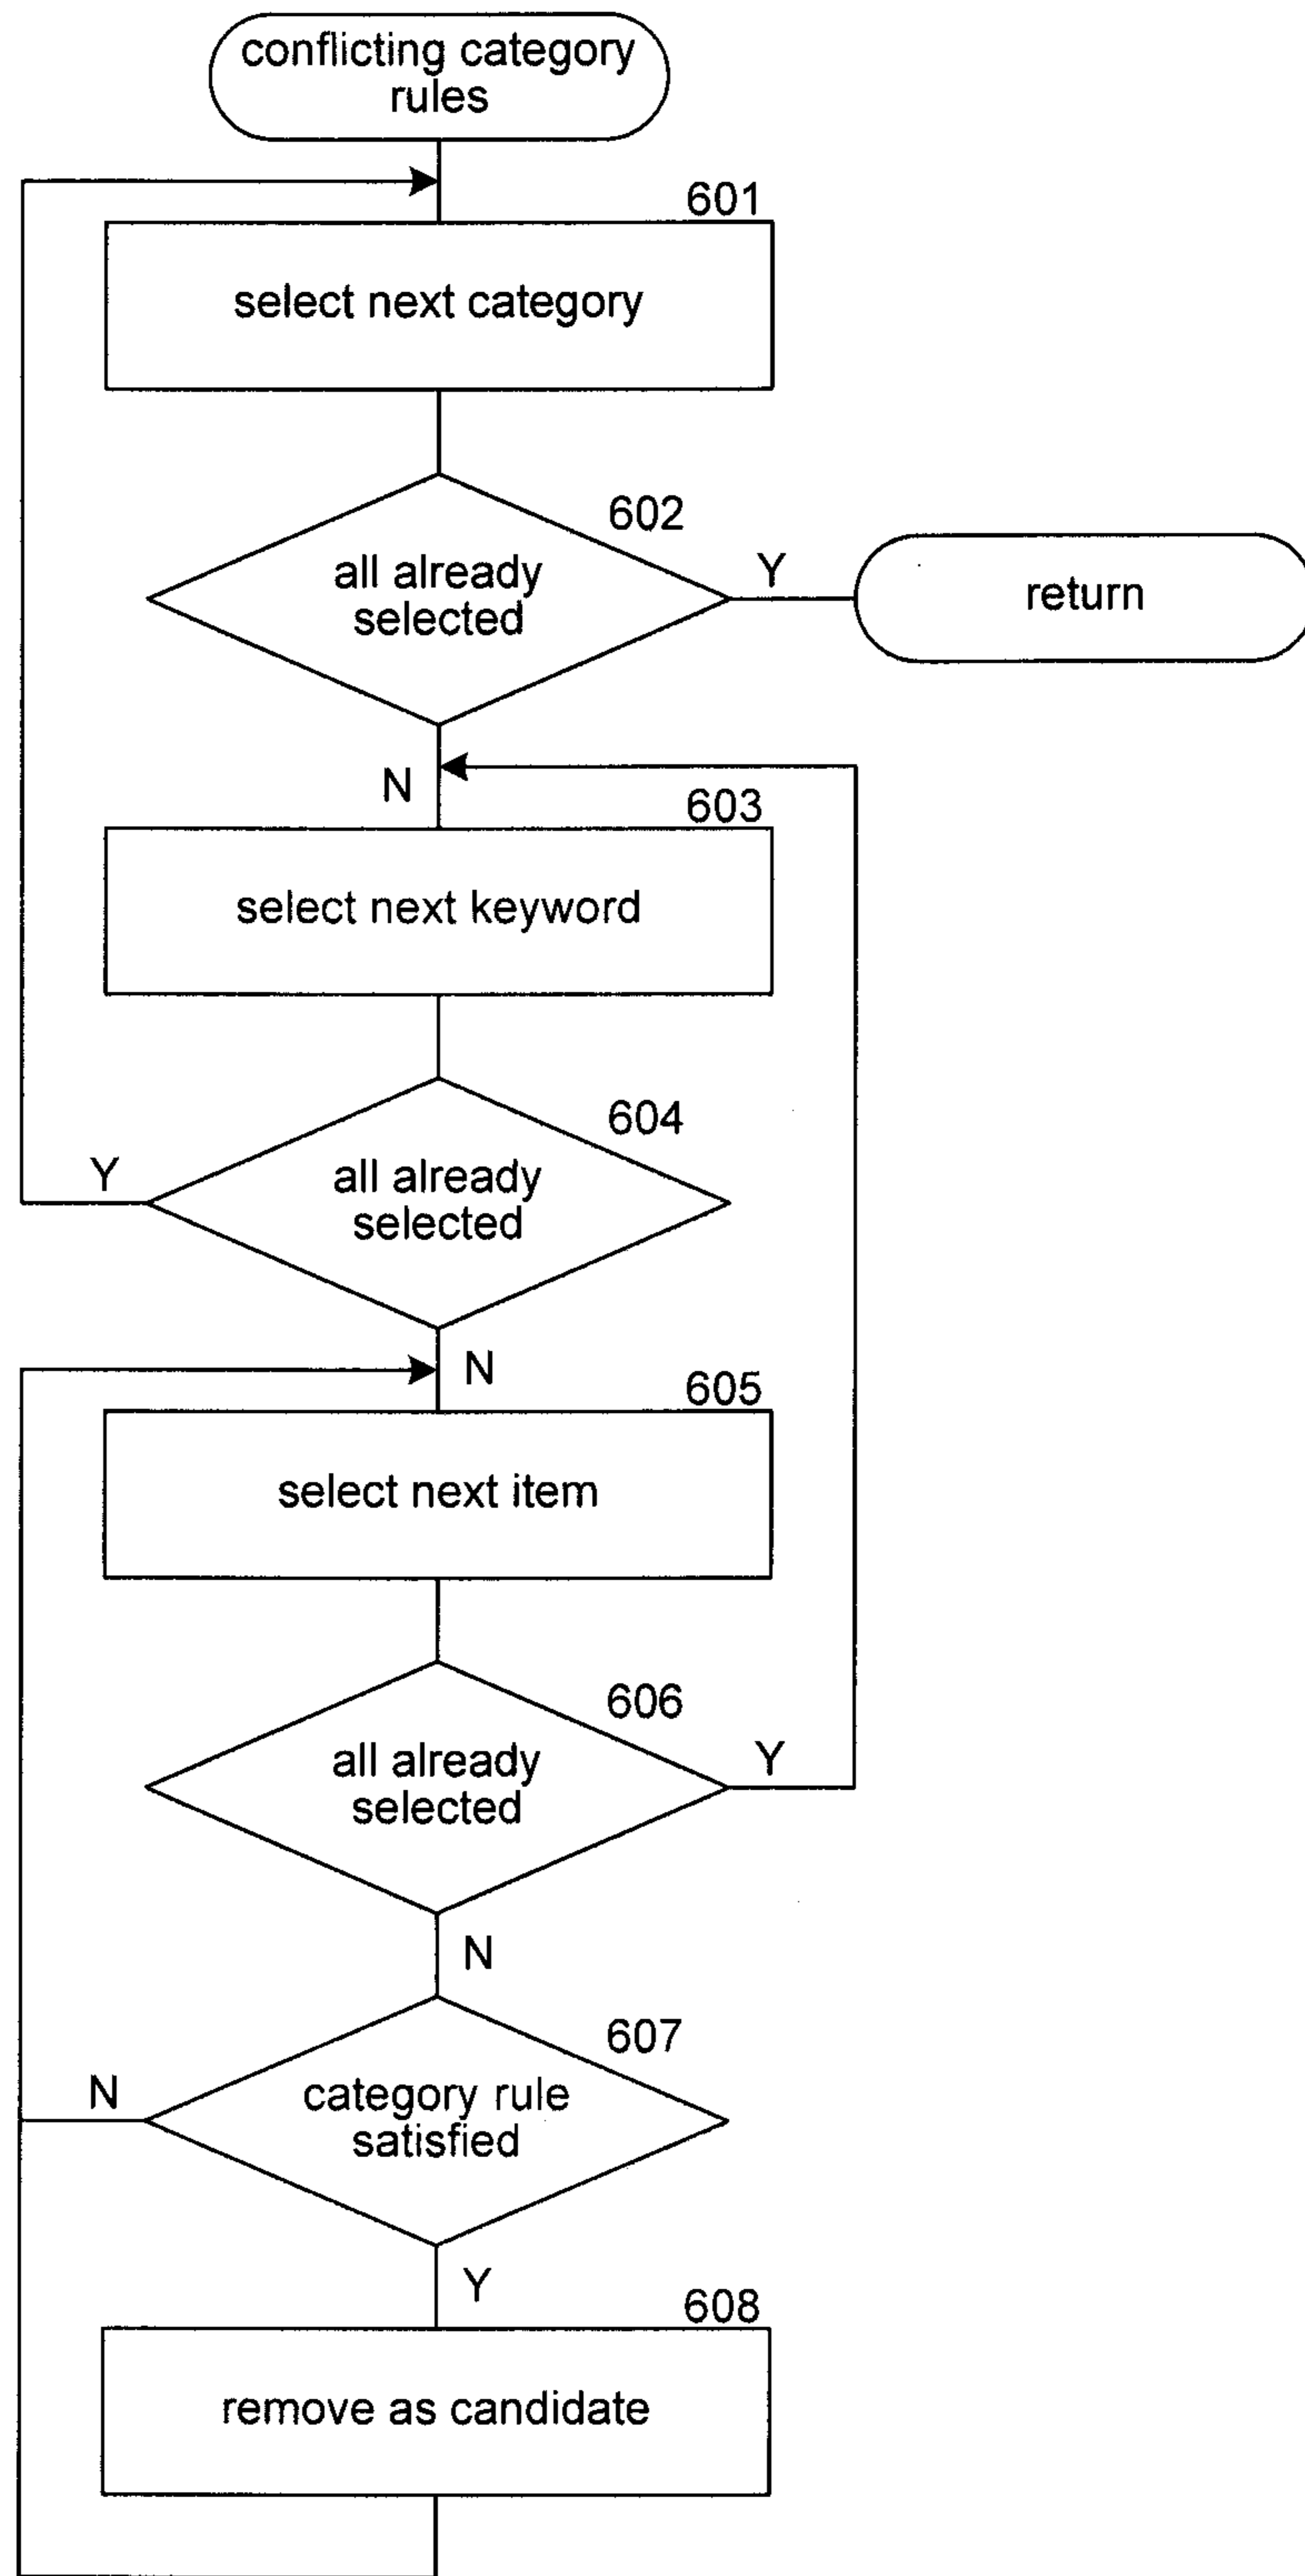 conflicting category
rules
601
select next category
602
all already
selected
Y
return
N
603
select next keyword
604
all already
selected
Y
N
605
select next item
606
all already
selected
Y
N
607
category rule
satisfied
N
Y
608
remove as candidate